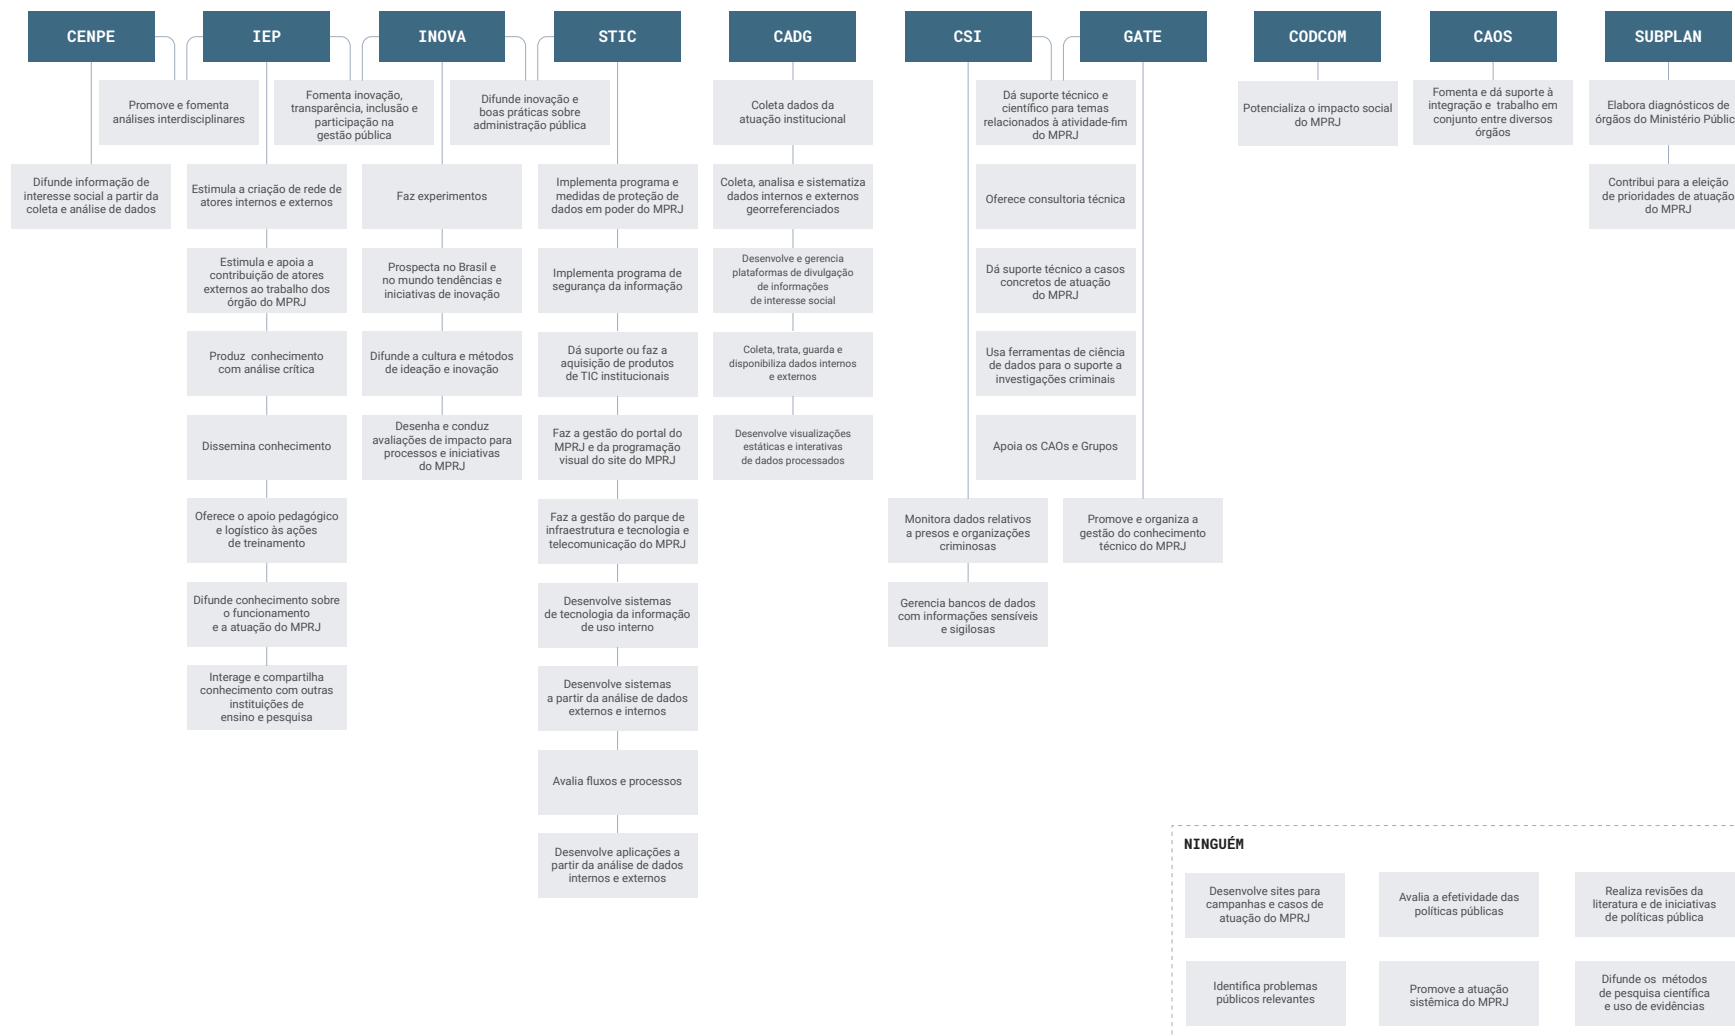 CENPE
IEP
INOVA
STIC
CADG
CSI
GATE
CODCOM
CAOS
SUBPLAN
Promove e fomenta
análises interdisciplinares
Fomenta inovação,
transparência, inclusão e
participação na
gestão pública
Difunde inovação e
boas práticas sobre
administração pública
Coleta dados da
atuação institucional
Dá suporte técnico e
científico para temas
relacionados à atividade-fim
do MPRJ
Potencializa o impacto social
do MPRJ
Fomenta e dá suporte à
integração e trabalho em
conjunto entre diversos
órgãos
Elabora diagnósticos de
órgãos do Ministério Públic
Difunde informação de
interesse social a partir da
coleta e análise de dados
Estimula a criação de rede de
atores internos e externos
Faz experimentos
Implementa programa e
medidas de proteção de
dados em poder do MPRJ
Coleta, analisa e sistematiza
dados internos e externos
georreferenciados
Oferece consultoria técnica
Contribui para a eleição
de prioridades de atuação
do MPRJ
Estimula e apoia a
contribuição de atores
externos ao trabalho dos
órgão do MPRJ
Prospecta no Brasil e
no mundo tendências e
iniciativas de inovação
Implementa programa de
segurança da informação
Desenvolve e gerencia
plataformas de divulgação
de informações
de interesse social
Dá suporte técnico a casos
concretos de atuação
do MPRJ
Produz conhecimento
com análise crítica
Difunde a cultura e métodos
de ideação e inovação
Dá suporte ou faz a
aquisição de produtos
de TIC institucionais
Coleta, trata, guarda e
disponibiliza dados internos
e externos
Usa ferramentas de ciência
de dados para o suporte a
investigações criminais
Dissemina conhecimento
Desenha e conduz
avaliações de impacto para
processos e iniciativas
do MPRJ
Faz a gestão do portal do
MPRJ e da programação
visual do site do MPRJ
Desenvolve visualizações
estáticas e interativas
de dados processados
Apoia os CAOs e Grupos
Oferece o apoio pedagógico
e logístico às ações
de treinamento
Faz a gestão do parque de
infraestrutura e tecnologia e
telecomunicação do MPRJ
Monitora dados relativos
a presos e organizações
criminosas
Promove e organiza a
gestão do conhecimento
técnico do MPRJ
Difunde conhecimento sobre
o funcionamento
e a atuação do MPRJ
Desenvolve sistemas
de tecnologia da informação
de uso interno
Gerencia bancos de dados
com informações sensíveis
e sigilosas
Interage e compartilha
conhecimento com outras
instituições de
ensino e pesquisa
Desenvolve sistemas
a partir da análise de dados
externos e internos
Avalia fluxos e processos
Desenvolve aplicações a
partir da análise de dados
internos e externos
NINGUÉM
Desenvolve sites para
campanhas e casos de
atuação do MPRJ
Avalia a efetividade das
políticas públicas
Realiza revisões da
literatura e de iniciativas
de políticas pública
Identifica problemas
públicos relevantes
Promove a atuação
sistêmica do MPRJ
Difunde os métodos
de pesquisa científica
e uso de evidências